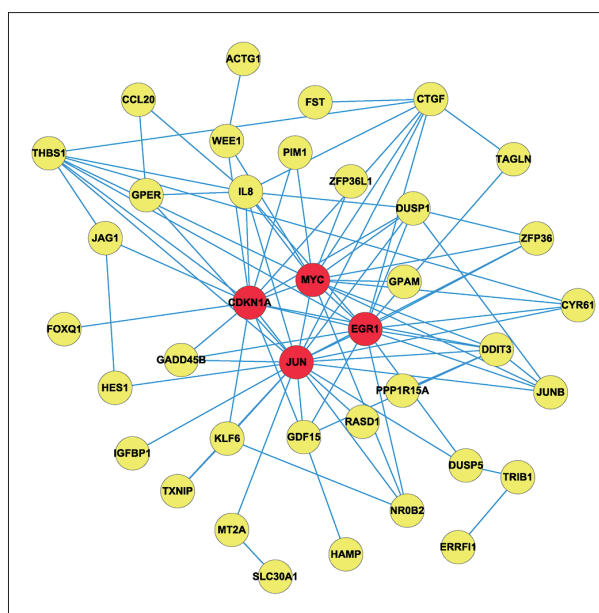 ACTG1
CCL20
FST
CTGF
WEE1
THBS1
PIM1
TAGLN
ZFP36L1
GPER
IL8
DUSP1
JAG1
ZFP36
MYC
GPAM
CDKN1A
CYR61
FOXQ1
EGR1
DDIT3
GADD45B
JUN
HES1
PPP1R15A
JUNB
RASD1
KLF6
GDF15
IGFBP1
DUSP5
TRIB1
TXNIP
NR0B2
MT2A
ERRFI1
HAMP
SLC30A1